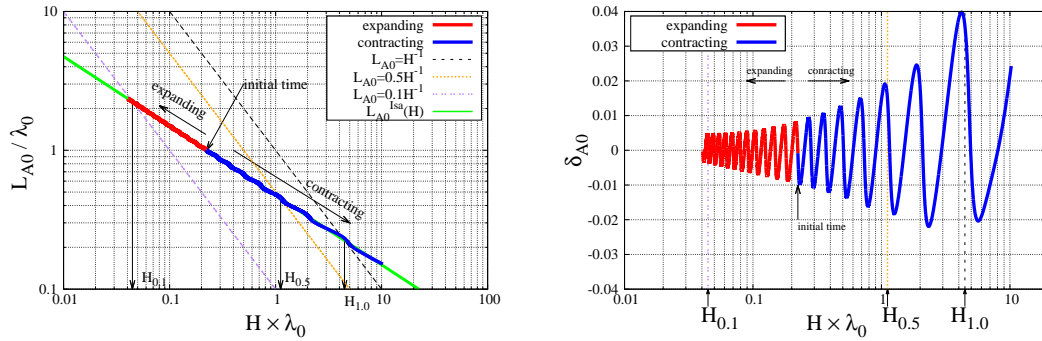 L_A0 / λ_0
10
1
0.1
0.01
0.1
1
10
100
H × λ_0
expanding
contracting
L_A0=H^-1
L_A0=0.5H^-1
L_A0=0.1H^-1
L_A0^Isa(H)
initial time
expanding
contracting
H_0.1
H_0.5
H_1.0
δ_A0
0.04
0.03
0.02
0.01
0
-0.01
-0.02
-0.03
-0.04
0.01
0.1
1
10
H × λ_0
expanding
contracting
expanding
contracting
initial time
H_0.1
H_0.5
H_1.0